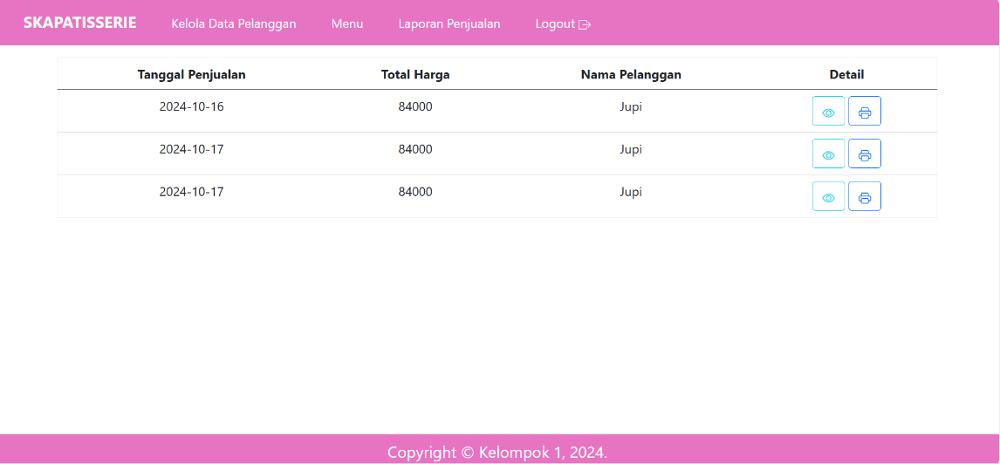 SKAPATISSERIE Kelola Data Pelanggan Menu Laporan Penjualan Logout
Tanggal Penjualan Total Harga Nama Pelanggan Detail
2024-10-16 84000 Jupi
2024-10-17 84000 Jupi
2024-10-17 84000 Jupi
Copyright © Kelompok 1, 2024.